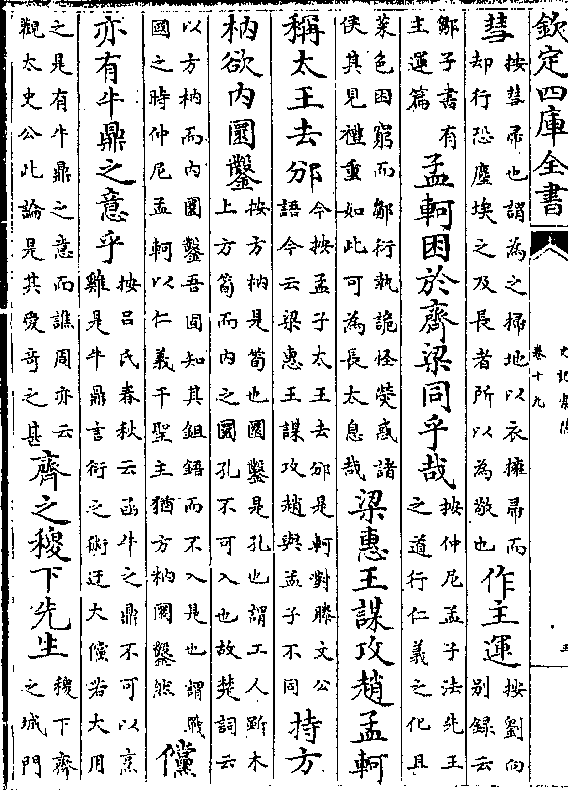 欽定四庫全書
史記索隱
卷十九
五
彗
按彗帚也謂為之掃地以衣擁帚而
却行恐塵埃之及長者所以為敬也
作主運
按劉向
別録云
鄒子書有
主運篇
孟軻困於齊梁同乎哉
按仲尼孟子法先王
之道行仁義之化且
菜色困窮而鄒衍執詭怪熒惑諸
侯其見禮重如此可為長太息哉
梁惠王謀攻趙孟軻
稱太王去邠
今按孟子太王去邠是軻對滕文公
語今云梁惠王謀攻趙與孟子不同
持方
枘欲内圜鑿
按方枘是筍也圜鑿是孔也謂工人斲木
上方筍而内之圜孔不可入也故楚詞云
以方枘而内圜鑿吾固知其鉏鋙而不入是也謂戰
國之時仲尼孟軻以仁義干聖主猶方枘圜鑿然
儻
亦有牛鼎之意乎
按吕氏春秋云函牛之鼎不可以烹
雞是牛鼎言衍之術迂大儻若大用
之是有牛鼎之意而譙周亦云
觀太史公此論是其愛奇之甚
齊之稷下先生
稷下齊
之城門